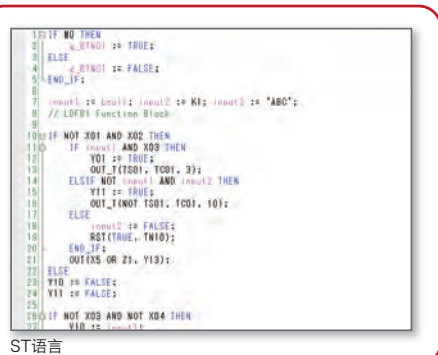 1 IF M0 THEN
2 g_BTN01 := TRUE;
3 ELSE
4 g_BTN01 := FALSE;
5 END_IF;
6
7 input1 := bool1; input2 := K1; input3 := "ABC";
8 // LDFB1 Function Block
9
10 IF NOT X01 AND X02 THEN
11 IF input1 AND X03 THEN
12 Y01 := TRUE;
13 OUT_T(TS01, TC01, 3);
14 ELSIF NOT input1 AND input2 THEN
15 Y11 := TRUE;
16 OUT_T(NOT TS01, TC01, 10);
17 ELSE
18 input2 := FALSE;
19 RST(TRUE, TN10);
20 END_IF;
21 OUT(X5 OR Z1, Y13);
22 ELSE
23 Y10 := FALSE;
24 Y11 := FALSE;
25
26 IF NOT X03 AND NOT X04 THEN
27 Y10 := input1;
ST语言